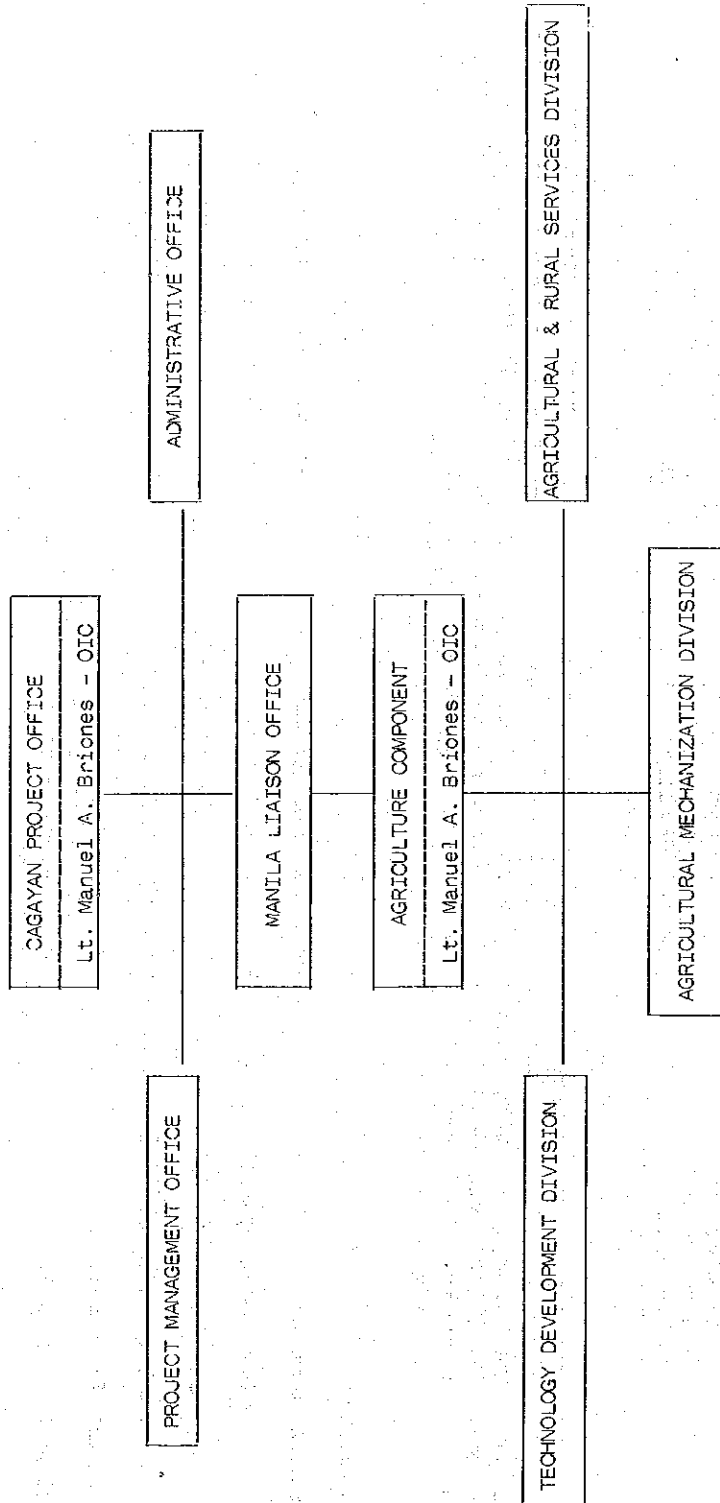 CAGAYAN PROJECT OFFICE
Lt. Manuel A. Briones - OIC
PROJECT MANAGEMENT OFFICE
ADMINISTRATIVE OFFICE
MANILA LIAISON OFFICE
AGRICULTURE COMPONENT
Lt. Manuel A. Briones - OIC
TECHNOLOGY DEVELOPMENT DIVISION
AGRICULTURAL & RURAL SERVICES DIVISION
AGRICULTURAL MECHANIZATION DIVISION